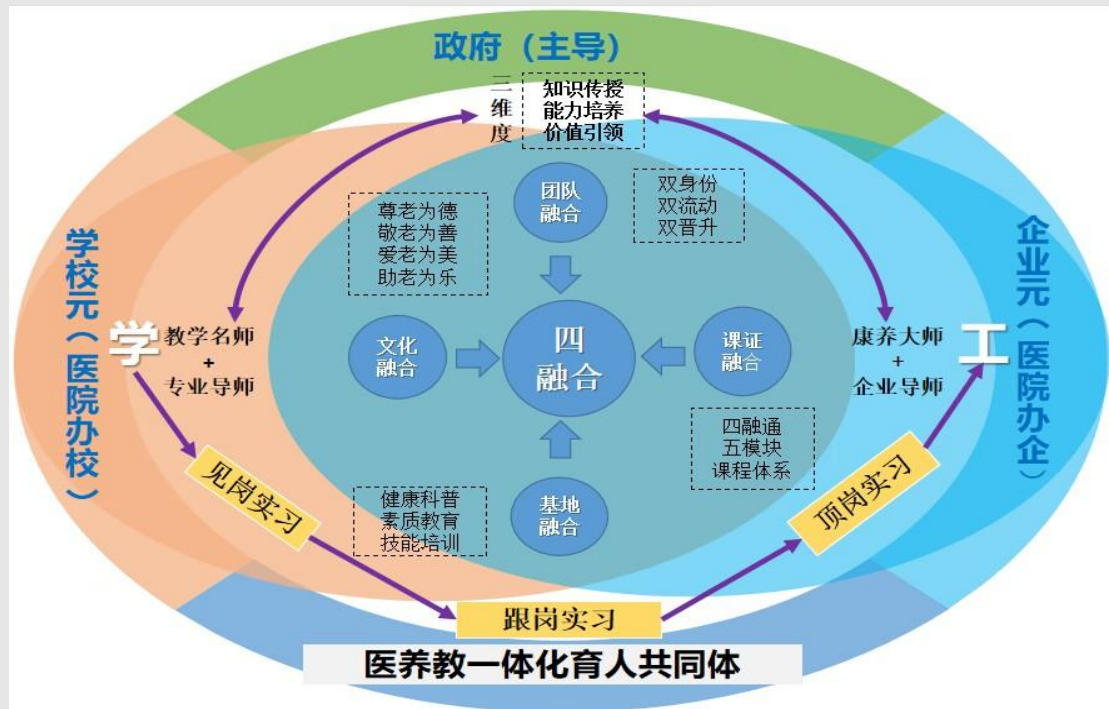 政府（主导）
三维度
知识传授
能力培养
价值引领
团队
融合
双身份
双流动
双晋升
尊老为德
敬老为善
爱老为美
助老为乐
学校元（医院办校）
企业元（医院办企）
学
教学名师
+
专业导师
文化
融合
四
融合
课证
融合
康养大师
+
企业导师
工
四融通
五模块
课程体系
见岗实习
顶岗实习
健康科普
素质教育
技能培训
基地
融合
跟岗实习
医养教一体化育人共同体